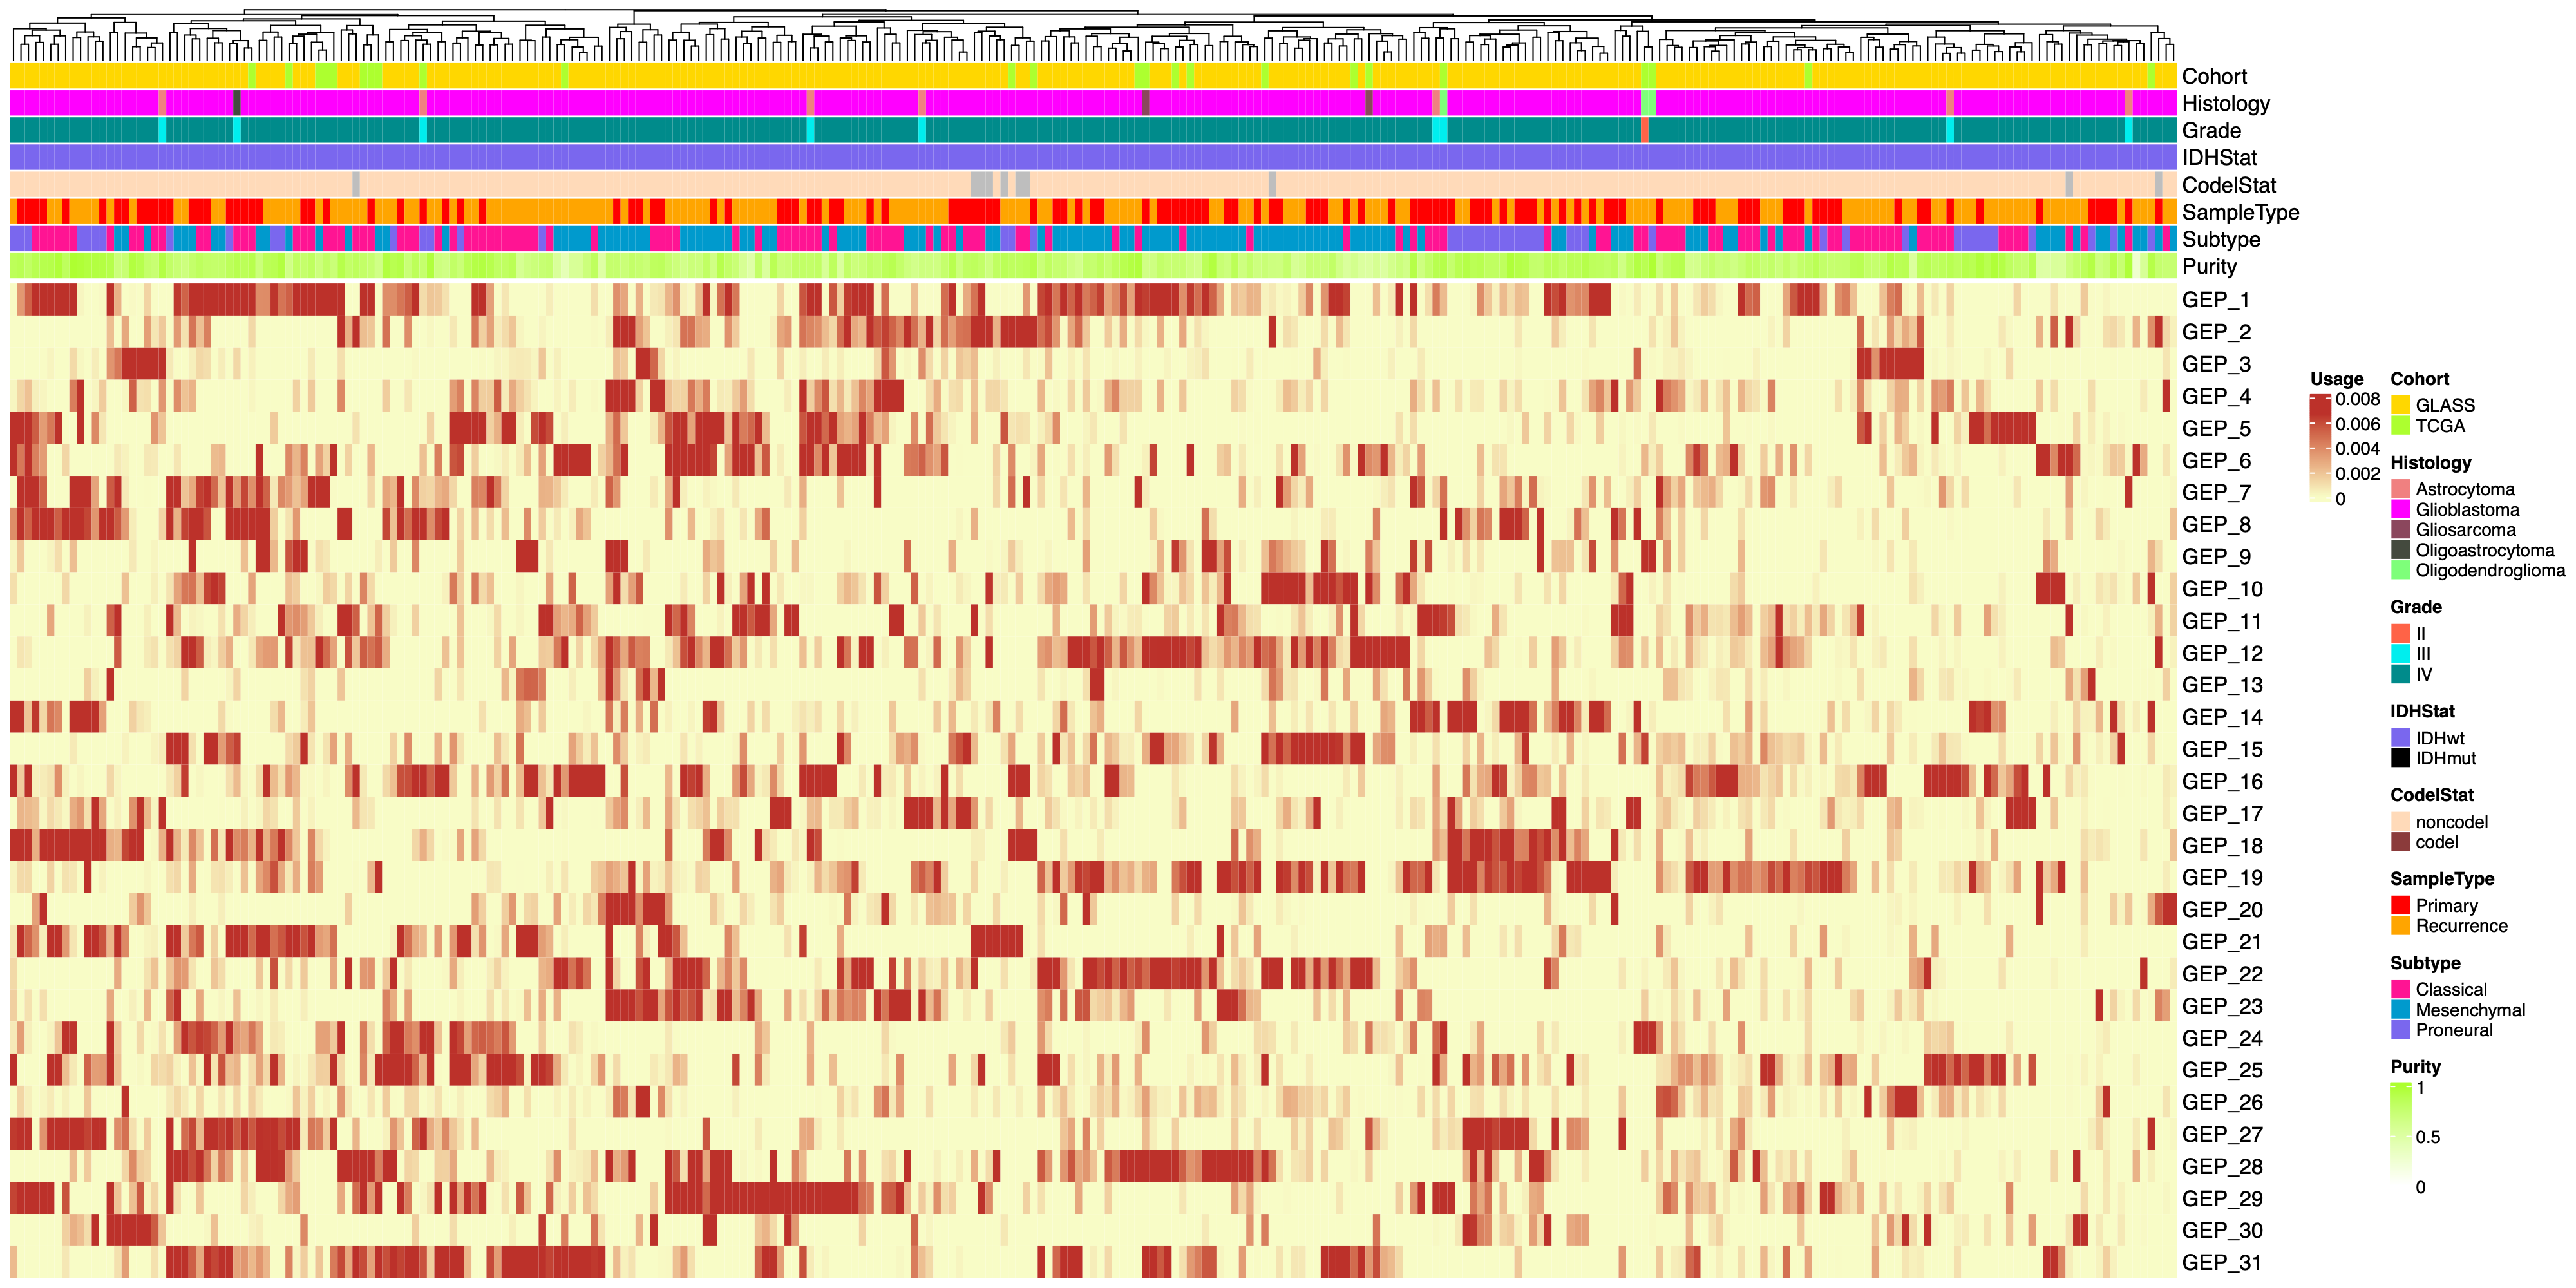 Cohort
Histology
Grade
IDHStat
CodelStat
SampleType
Subtype
Purity
GEP_1
GEP_2
GEP_3
GEP_4
GEP_5
GEP_6
GEP_7
GEP_8
GEP_9
GEP_10
GEP_11
GEP_12
GEP_13
GEP_14
GEP_15
GEP_16
GEP_17
GEP_18
GEP_19
GEP_20
GEP_21
GEP_22
GEP_23
GEP_24
GEP_25
GEP_26
GEP_27
GEP_28
GEP_29
GEP_30
GEP_31
Usage
0.008
0.006
0.004
0.002
0
Cohort
GLASS
TCGA
Histology
Astrocytoma
Glioblastoma
Gliosarcoma
Oligoastrocytoma
Oligodendroglioma
Grade
II
III
IV
IDHStat
IDHwt
IDHmut
CodelStat
noncodel
codel
SampleType
Primary
Recurrence
Subtype
Classical
Mesenchymal
Proneural
Purity
1
0.5
0